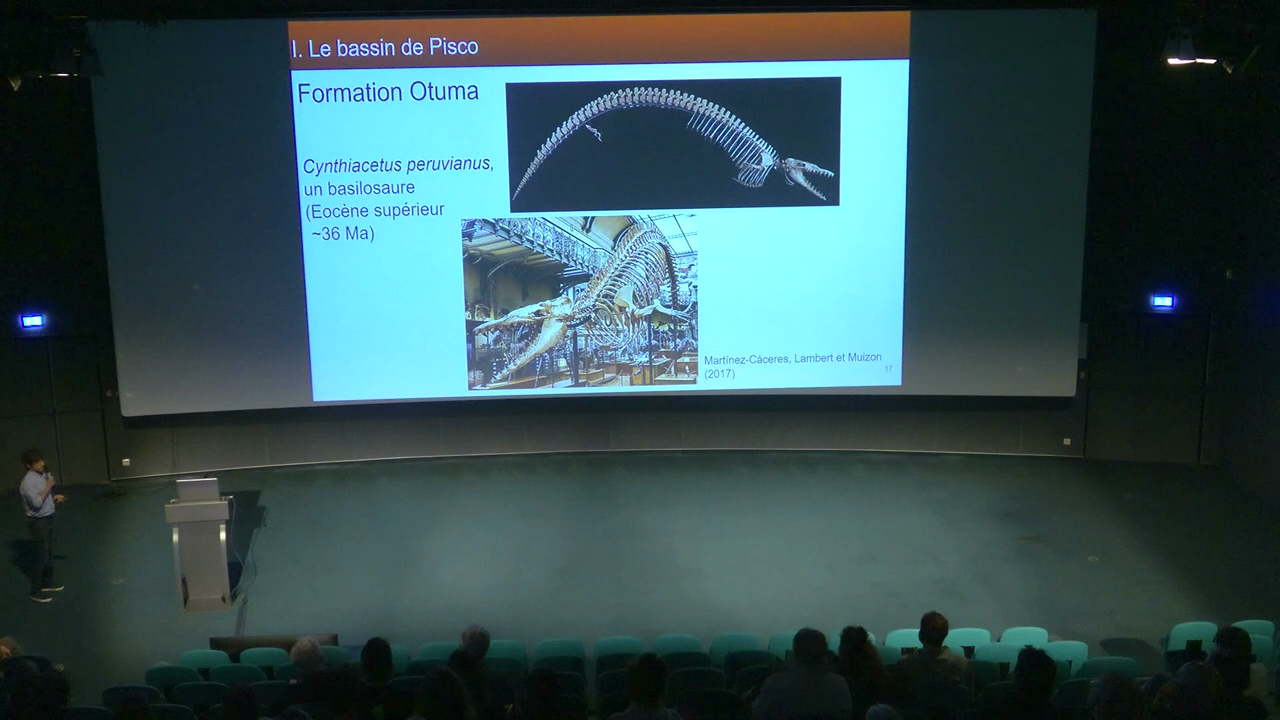 I. Le bassin de Pisco
Formation Otuma
Cynthiacetus peruvianus,
un basilosaure
(Eocène supérieur
~36 Ma)
Martínez-Cáceres, Lambert et Muizon
(2017)
17